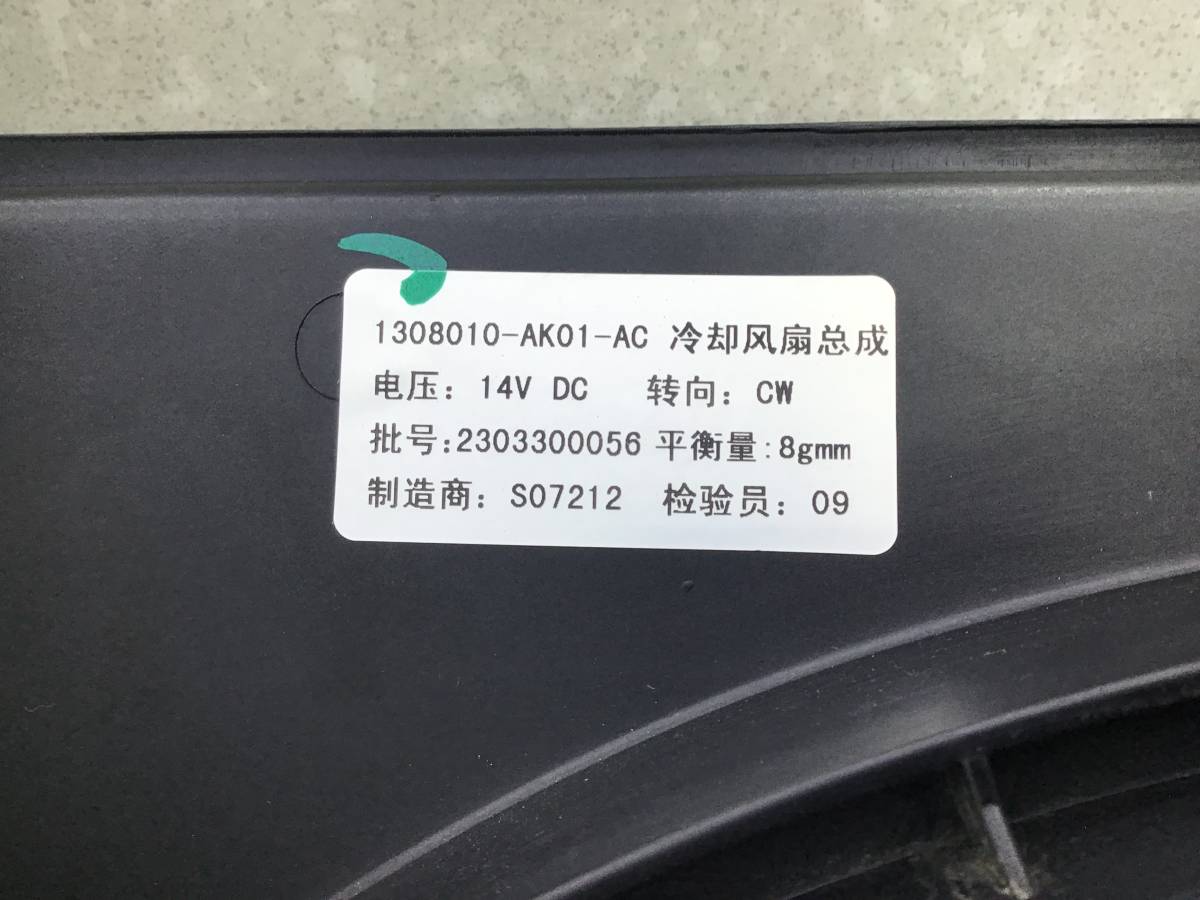 1308010-AK01-AC 冷却风扇总成
电压: 14V DC 转向: CW
批号:2303300056 平衡量:8gmm
制造商: S07212 检验员: 09